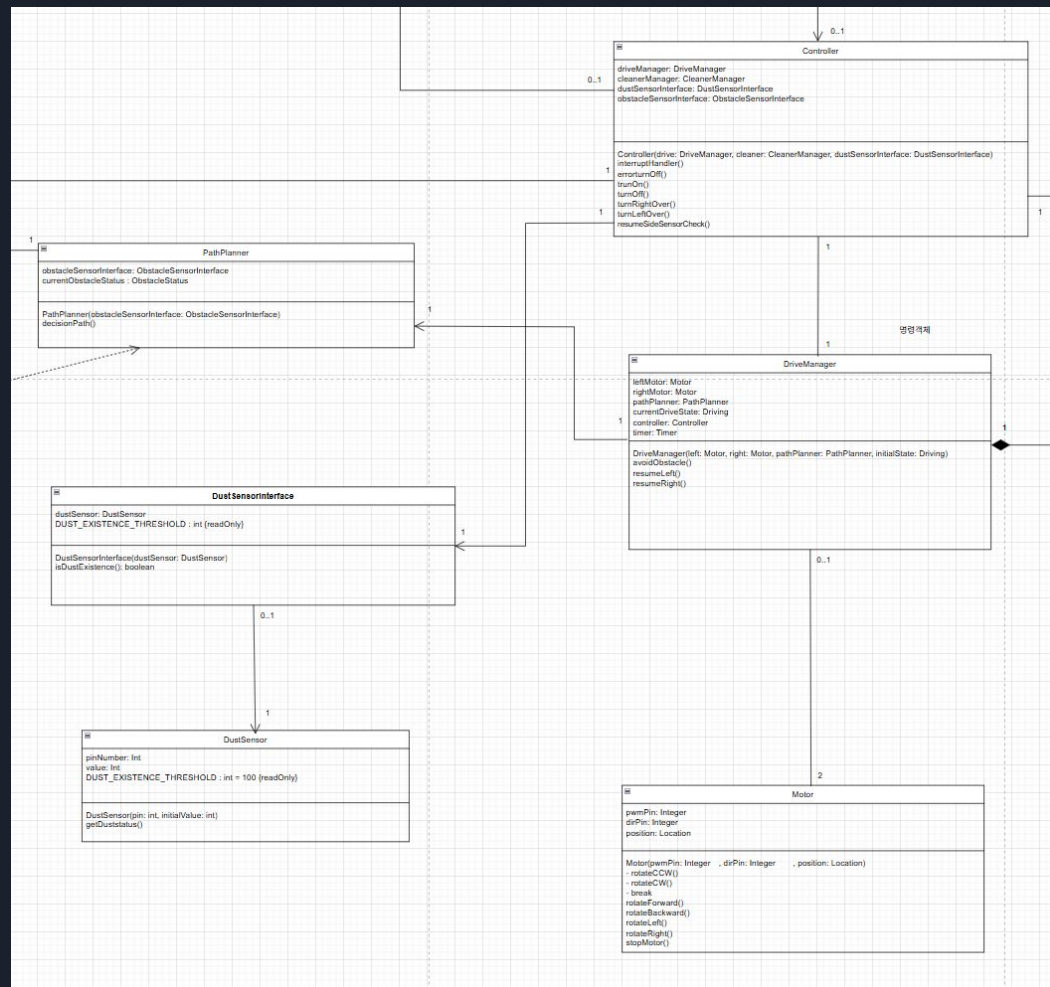 0..1
Controller
driveManager: DriveManager
cleanerManager: CleanerManager
dustSensorInterface: DustSensorInterface
obstacleSensorInterface: ObstacleSensorInterface
0..1
Controller(drive: DriveManager, cleaner: CleanerManager, dustSensorInterface: DustSensorInterface)
interruptHandler()
errorturnOff()
trunOn()
turnOff()
turnRightOver()
turnLeftOver()
resumeSideSensorCheck()
1
1
1
1
1
PathPlanner
obstacleSensorInterface: ObstacleSensorInterface
currentObstacleStatus : ObstacleStatus
PathPlanner(obstacleSensorInterface: ObstacleSensorInterface)
decisionPath()
1
명령객체
1
DriveManager
leftMotor: Motor
rightMotor: Motor
pathPlanner: PathPlanner
currentDriveState: Driving
controller: Controller
timer: Timer
1
1
DriveManager(left: Motor, right: Motor, pathPlanner: PathPlanner, initialState: Driving)
avoidObstacle()
resumeLeft()
resumeRight()
DustSensorInterface
dustSensor: DustSensor
DUST_EXISTENCE_THRESHOLD : int {readOnly}
1
DustSensorInterface(dustSensor: DustSensor)
isDustExistence(): boolean
0..1
0..1
1
DustSensor
pinNumber: Int
value: Int
DUST_EXISTENCE_THRESHOLD : int = 100 {readOnly}
DustSensor(pin: int, initialValue: int)
getDuststatus()
2
Motor
pwmPin: Integer
dirPin: Integer
position: Location
Motor(pwmPin: Integer , dirPin: Integer , position: Location)
- rotateCCW()
- rotateCW()
- break
rotateForward()
rotateBackward()
rotateLeft()
rotateRight()
stopMotor()